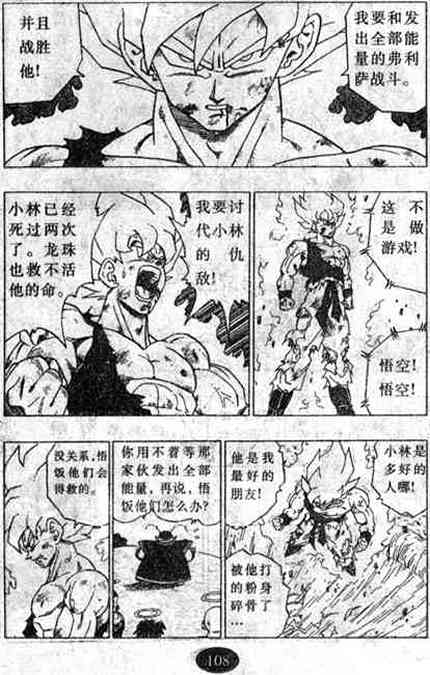 我要和发
出全部能
量的弗利
萨战斗。
并且
战胜
他!
这不
是做
游戏!
悟空!
悟空!
我要讨
代小林
的仇
敌!
小林已经
死过两次
了。龙珠
也救不活
他的命。
小林是
多好的
人哪!
他是我
最好的
朋友!
被他打
的粉身
碎骨了
…
你用不着等那
家伙发出全部
能量，再说，悟
饭他们怎么办?
没关系，悟
饭他们会
得救的。
108